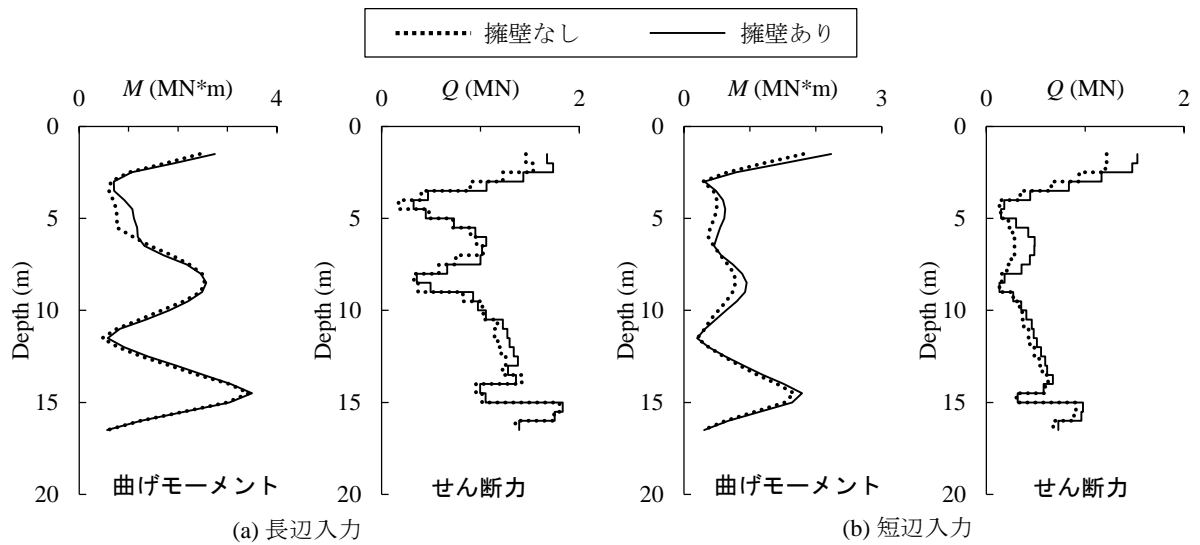 擁壁なし 擁壁あり
M (MN*m) Q (MN) M (MN*m) Q (MN)
0 4 0 2 0 3 0 2
0 0 0 0
5 5 5 5
10 10 10 10
15 15 15 15
20 20 20 20
Depth (m) Depth (m) Depth (m) Depth (m)
曲げモーメント せん断力 曲げモーメント せん断力
(a) 長辺入力 (b) 短辺入力